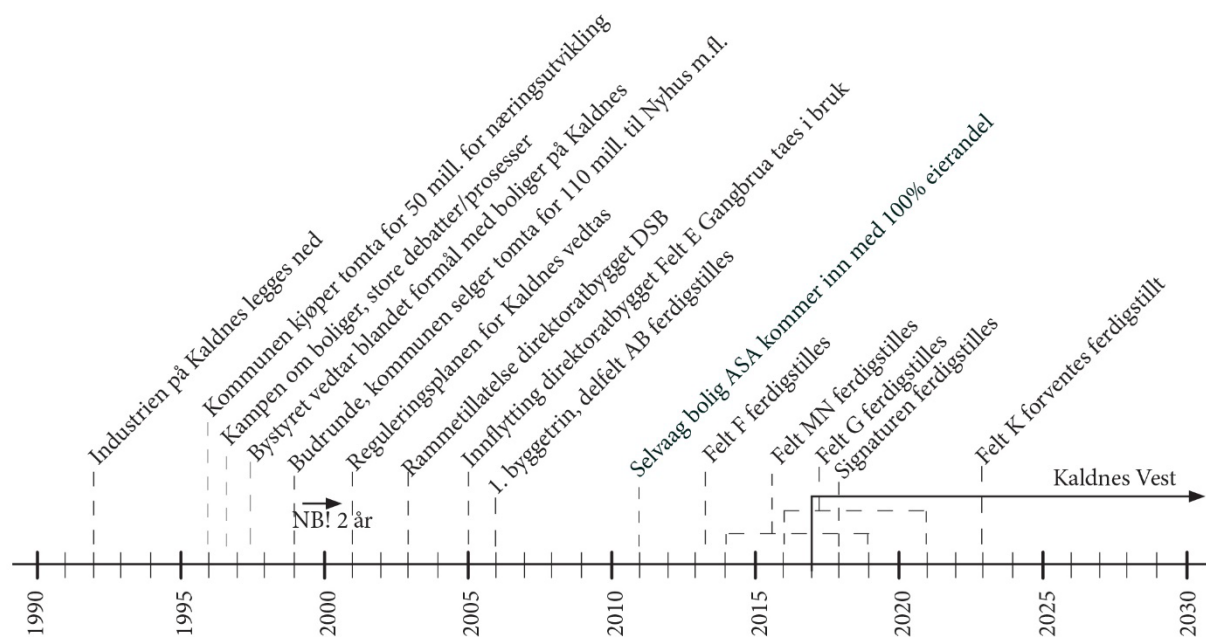 Industrien på Kaldnes legges ned
Kommunen kjøper tomta for 50 mill. for næringsutvikling
Kampen om boliger, store debatter/prosesser
Bystyret vedtar blandet formål med boliger på Kaldnes
Budrunde, kommunen selger tomta for 110 mill. til Nyhus m.fl.
Reguleringsplanen for Kaldnes vedtas
Rammetillatelse direktoratbygget DSB
Innflytting direktoratbygget Felt E Gangbrua taes i bruk
1. byggetrin, delfelt AB ferdigstilles
Selvaag bolig ASA kommer inn med 100% eierandel
Felt F ferdigstilles
Felt MN ferdigstilles
Felt G ferdigstilles
Signaturen ferdigstilles
Felt K forventes ferdigstillt
Kaldnes Vest
NB! 2 år
1990
1995
2000
2005
2010
2015
2020
2025
2030